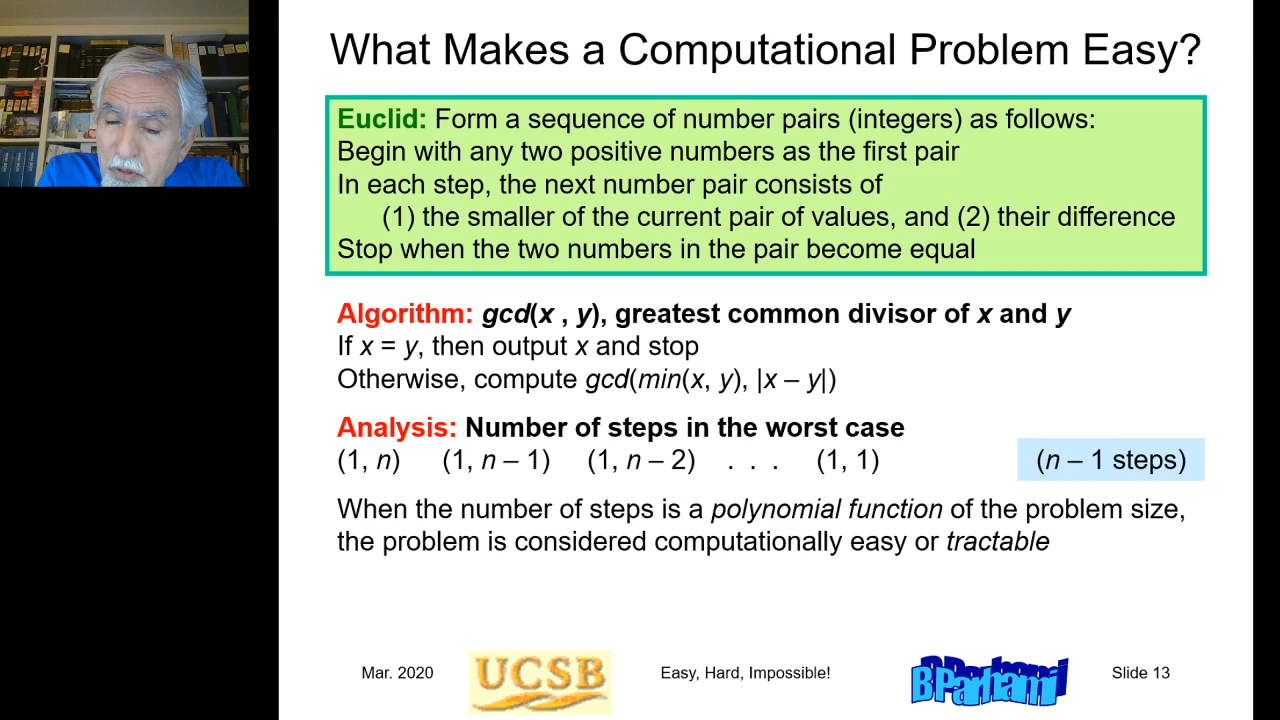 What Makes a Computational Problem Easy?
Euclid: Form a sequence of number pairs (integers) as follows:
Begin with any two positive numbers as the first pair
In each step, the next number pair consists of
(1) the smaller of the current pair of values, and (2) their difference
Stop when the two numbers in the pair become equal
Algorithm: gcd(x , y), greatest common divisor of x and y
If x = y, then output x and stop
Otherwise, compute gcd(min(x, y), |x – y|)
Analysis: Number of steps in the worst case
(1, n) (1, n – 1) (1, n – 2) . . . (1, 1) (n – 1 steps)
When the number of steps is a polynomial function of the problem size,
the problem is considered computationally easy or tractable
Mar. 2020 UCSB Easy, Hard, Impossible! BParhami Slide 13